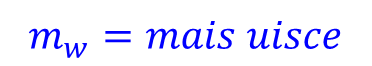 m_w = mais uisce